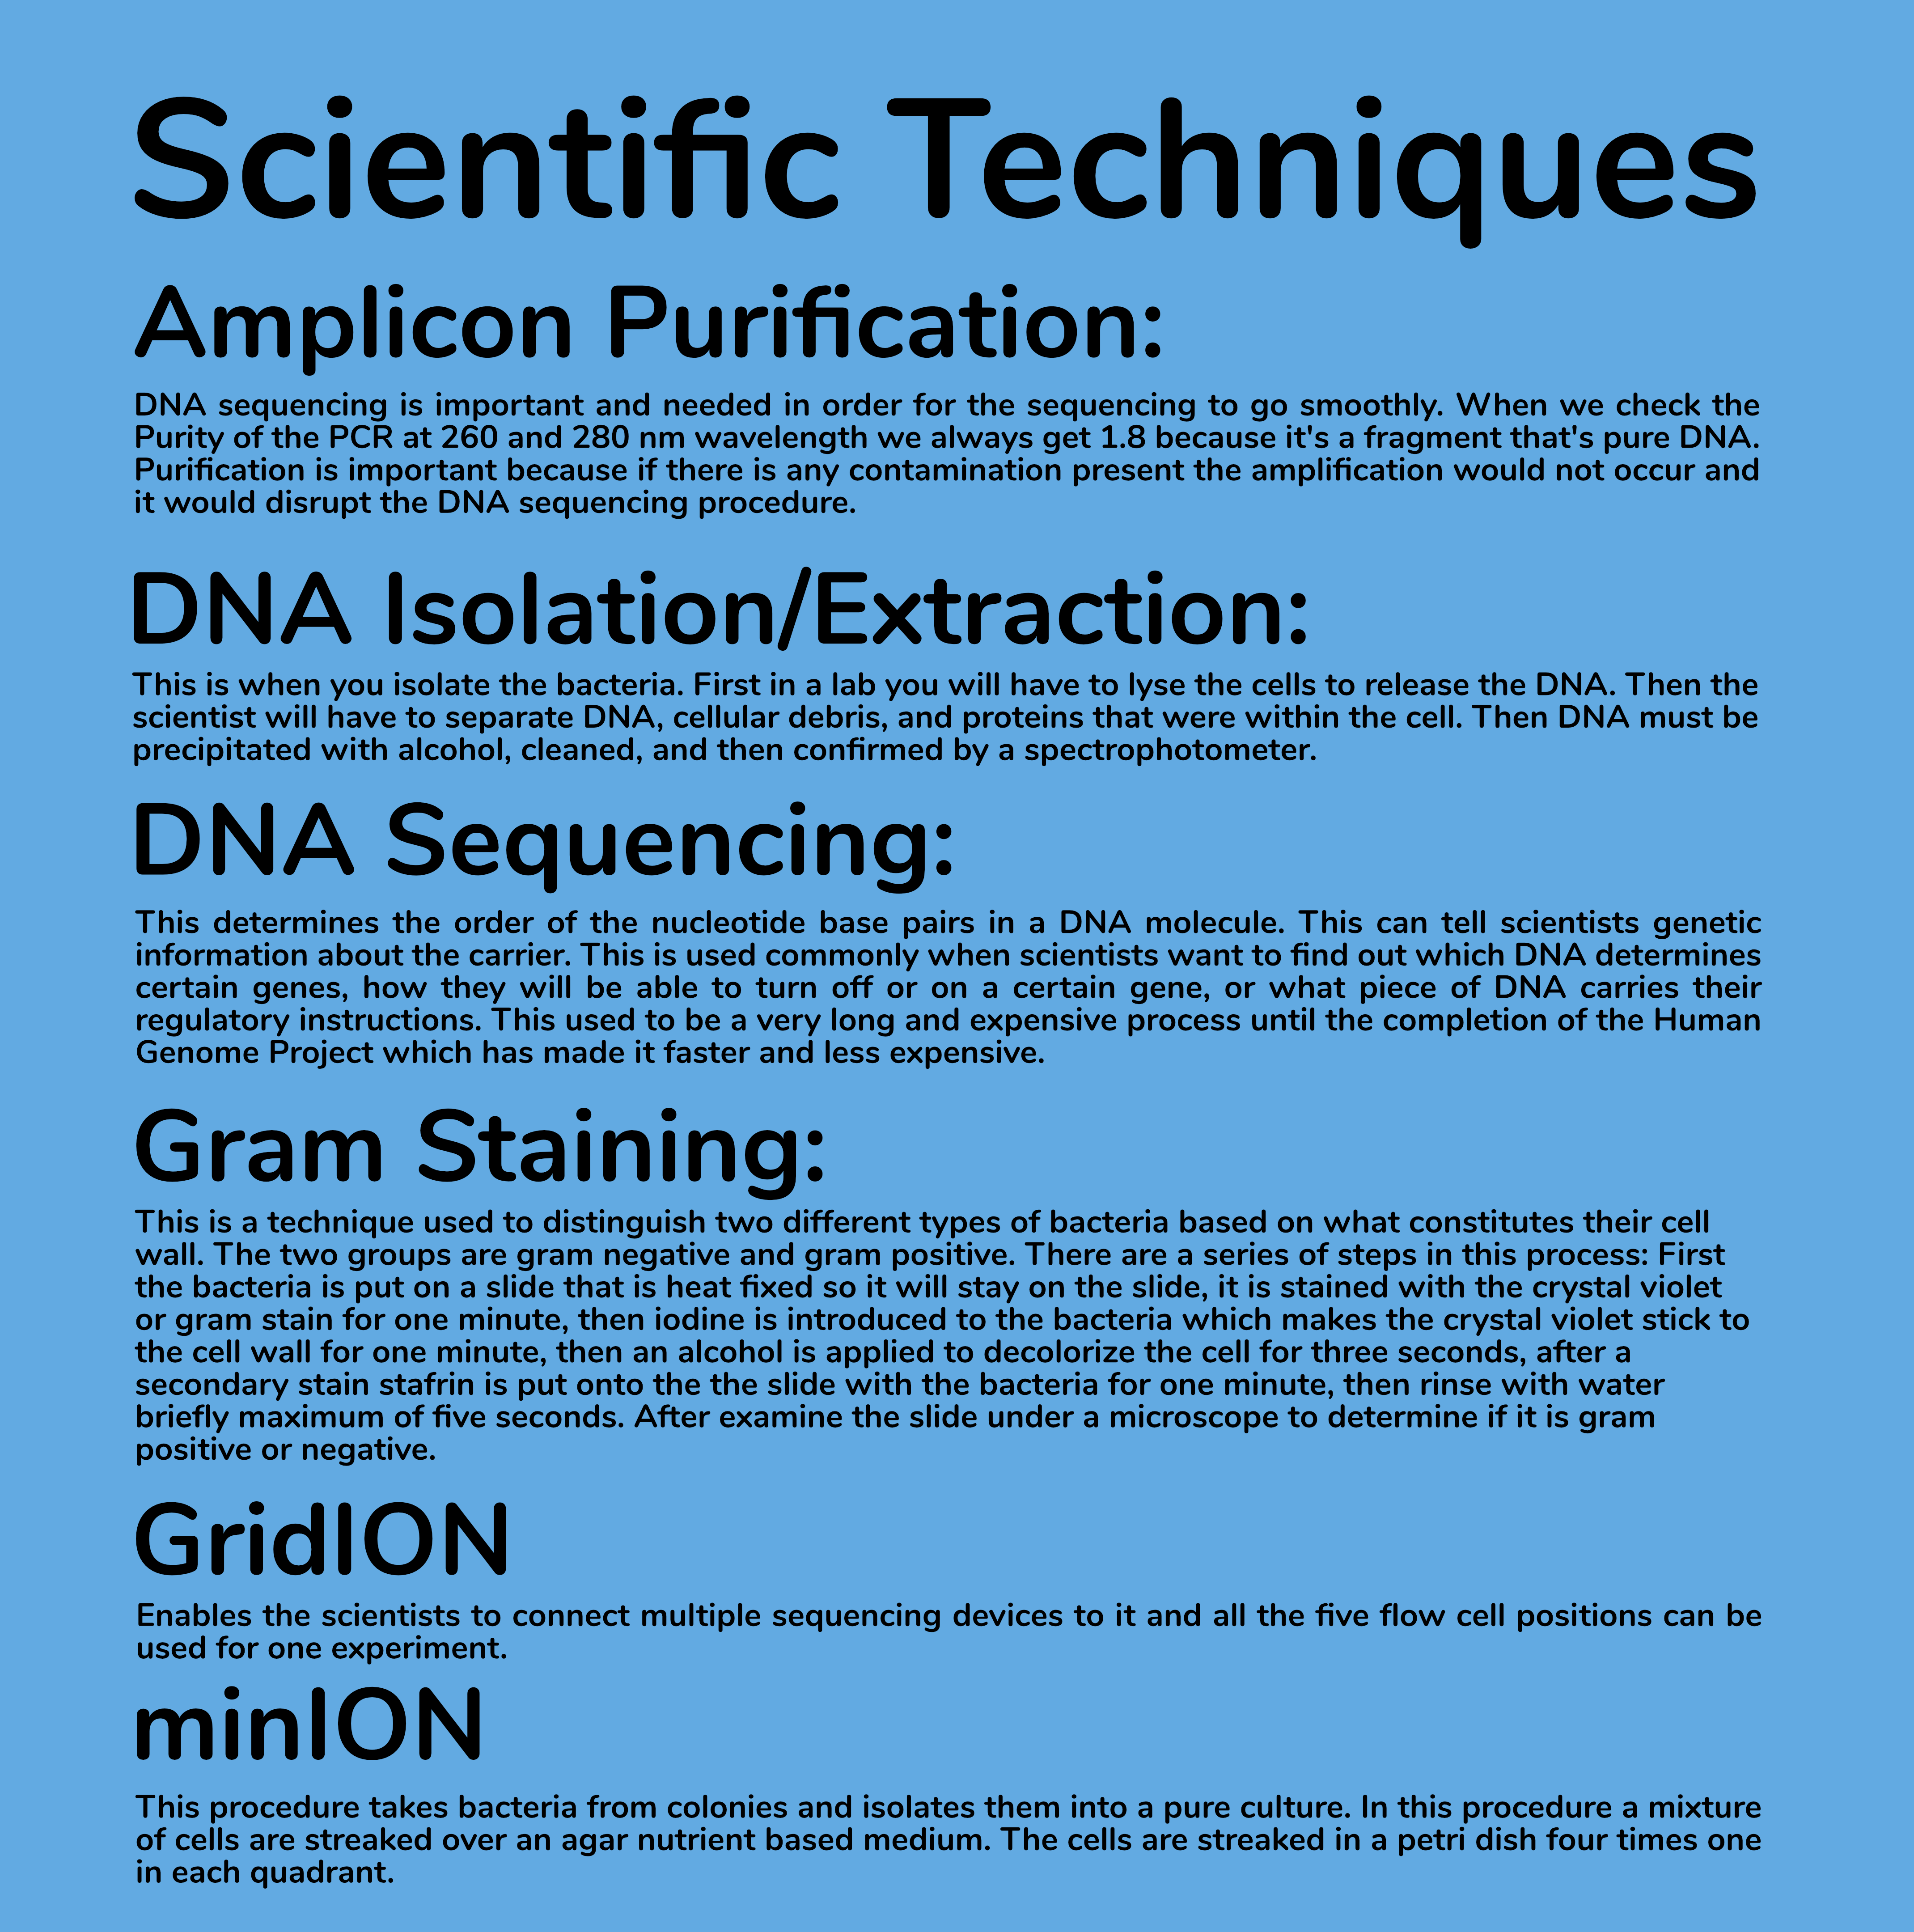 Scientific Techniques
Amplicon Purification:
DNA sequencing is important and needed in order for the sequencing to go smoothly. When we check the
Purity of the PCR at 260 and 280 nm wavelength we always get 1.8 because it's a fragment that's pure DNA.
Purification is important because if there is any contamination present the amplification would not occur and
it would disrupt the DNA sequencing procedure.
DNA Isolation/Extraction:
This is when you isolate the bacteria. First in a lab you will have to lyse the cells to release the DNA. Then the
scientist will have to separate DNA, cellular debris, and proteins that were within the cell. Then DNA must be
precipitated with alcohol, cleaned, and then confirmed by a spectrophotometer.
DNA Sequencing:
This determines the order of the nucleotide base pairs in a DNA molecule. This can tell scientists genetic
information about the carrier. This is used commonly when scientists want to find out which DNA determines
certain genes, how they will be able to turn off or on a certain gene, or what piece of DNA carries their
regulatory instructions. This used to be a very long and expensive process until the completion of the Human
Genome Project which has made it faster and less expensive.
Gram Staining:
This is a technique used to distinguish two different types of bacteria based on what constitutes their cell
wall. The two groups are gram negative and gram positive. There are a series of steps in this process: First
the bacteria is put on a slide that is heat fixed so it will stay on the slide, it is stained with the crystal violet
or gram stain for one minute, then iodine is introduced to the bacteria which makes the crystal violet stick to
the cell wall for one minute, then an alcohol is applied to decolorize the cell for three seconds, after a
secondary stain stafrin is put onto the the slide with the bacteria for one minute, then rinse with water
briefly maximum of five seconds. After examine the slide under a microscope to determine if it is gram
positive or negative.
GridION
Enables the scientists to connect multiple sequencing devices to it and all the five flow cell positions can be
used for one experiment.
minION
This procedure takes bacteria from colonies and isolates them into a pure culture. In this procedure a mixture
of cells are streaked over an agar nutrient based medium. The cells are streaked in a petri dish four times one
in each quadrant.